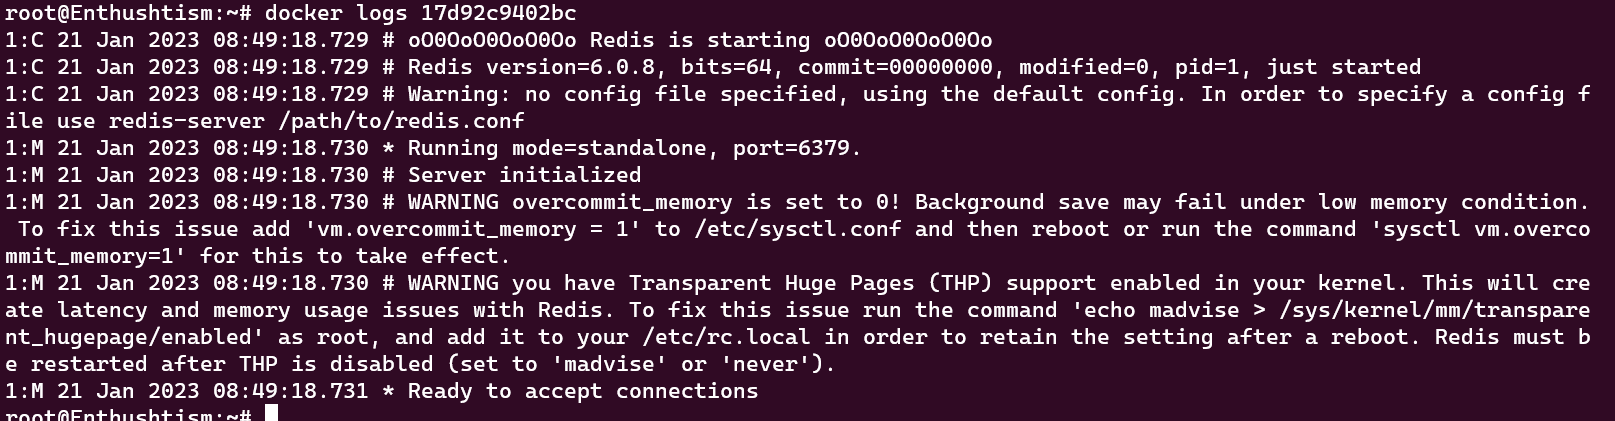 root@Enthushtism:~# docker logs 17d92c9402bc
1:C 21 Jan 2023 08:49:18.729 # oO0OoO0OoO0Oo Redis is starting oO0OoO0OoO0Oo
1:C 21 Jan 2023 08:49:18.729 # Redis version=6.0.8, bits=64, commit=00000000, modified=0, pid=1, just started
1:C 21 Jan 2023 08:49:18.729 # Warning: no config file specified, using the default config. In order to specify a config f
ile use redis-server /path/to/redis.conf
1:M 21 Jan 2023 08:49:18.730 * Running mode=standalone, port=6379.
1:M 21 Jan 2023 08:49:18.730 # Server initialized
1:M 21 Jan 2023 08:49:18.730 # WARNING overcommit_memory is set to 0! Background save may fail under low memory condition.
 To fix this issue add 'vm.overcommit_memory = 1' to /etc/sysctl.conf and then reboot or run the command 'sysctl vm.overco
mmit_memory=1' for this to take effect.
1:M 21 Jan 2023 08:49:18.730 # WARNING you have Transparent Huge Pages (THP) support enabled in your kernel. This will cre
ate latency and memory usage issues with Redis. To fix this issue run the command 'echo madvise > /sys/kernel/mm/transpare
nt_hugepage/enabled' as root, and add it to your /etc/rc.local in order to retain the setting after a reboot. Redis must b
e restarted after THP is disabled (set to 'madvise' or 'never').
1:M 21 Jan 2023 08:49:18.731 * Ready to accept connections
root@Enthushtism:~#